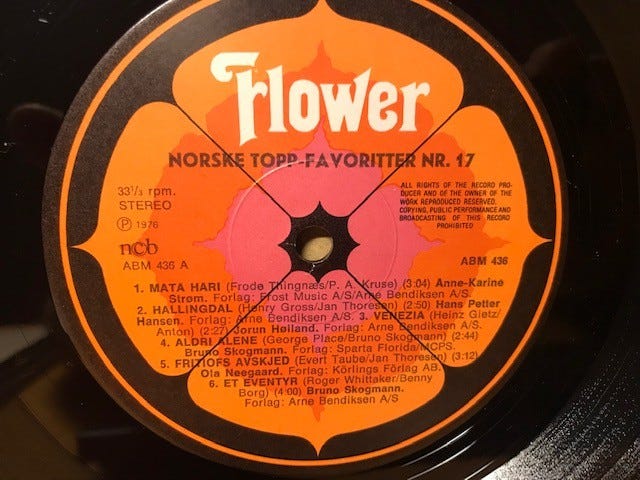 Flower
NORSKE TOPP-FAVORITTER NR. 17
33⅓ rpm.
STEREO
Ⓟ 1976
ncb
ABM 436 A
ALL RIGHTS OF THE RECORD PRO-
DUCER AND OF THE OWNER OF THE
WORK REPRODUCED RESERVED.
COPYING, PUBLIC PERFORMANCE AND
BROADCASTING OF THIS RECORD
PROHIBITED
ABM 436
1. MATA HARI (Frode Thingnæs/P. A. Kruse) (3:04) Anne-Karine
Strøm. Forlag: Frost Music A/S/Arne Bendiksen A/S.
2. HALLINGDAL (Henry Gross/Jan Thoresen) (2:50) Hans Petter
Hansen. Forlag: Arne Bendiksen A/S. 3. VENEZIA (Heinz Gietz/
Anton) (2:27) Jorun Høiland. Forlag: Arne Bendiksen A/S.
4. ALDRI ALENE (George Place/Bruno Skogmann) (2:44)
Bruno Skogmann. Forlag: Sparta Florida/MCPS.
5. FRITIOFS AVSKJED (Evert Taube/Jan Thoresen) (3:12)
Ola Neegaard. Forlag: Körlings Förlag AB.
6. ET EVENTYR (Roger Whittaker/Benny
Borg) (4:00) Bruno Skogmann.
Forlag: Arne Bendiksen A/S